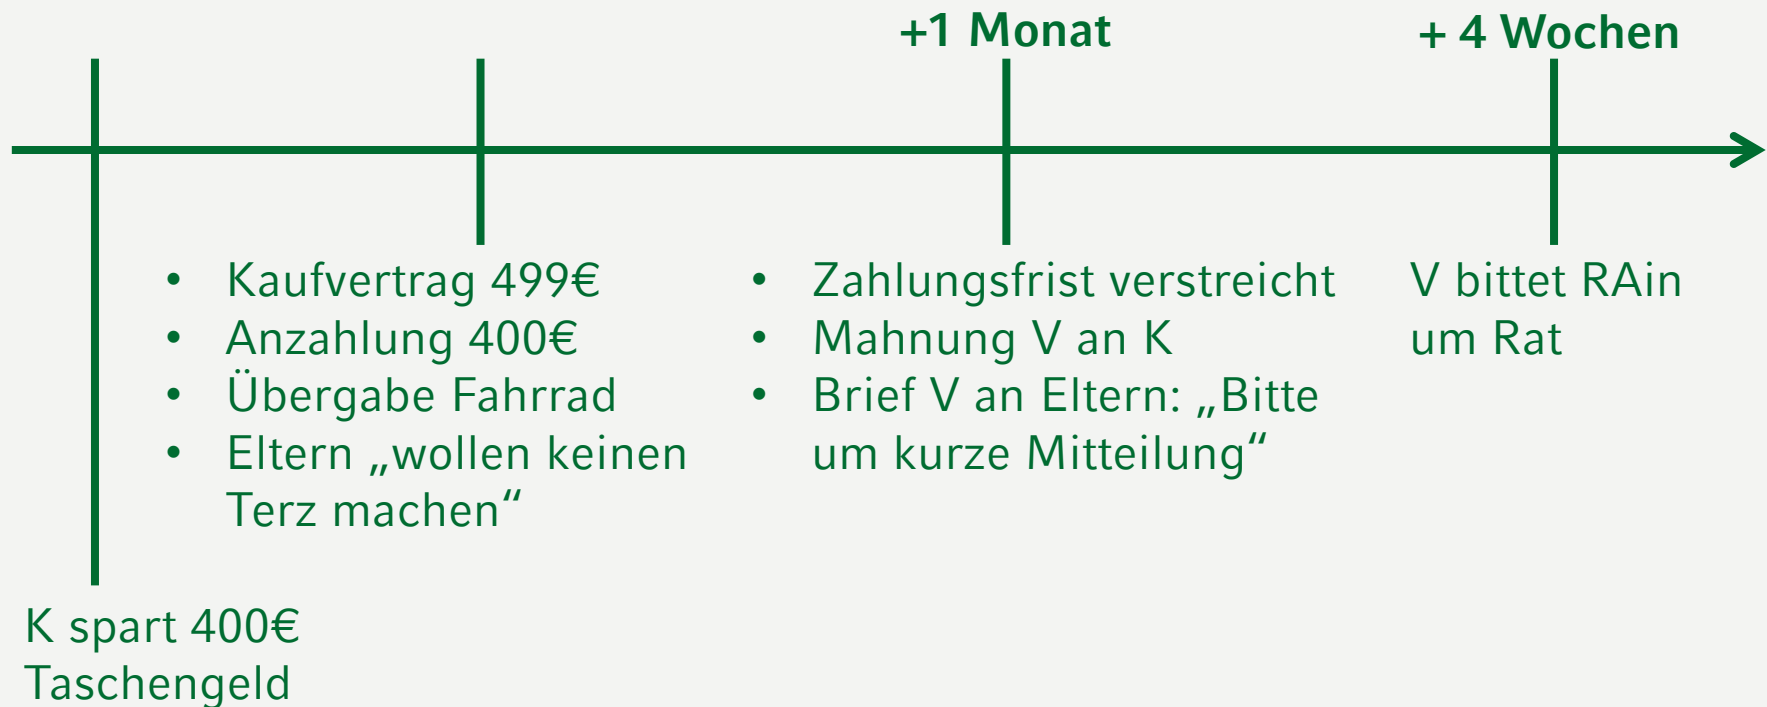 +1 Monat
+ 4 Wochen
• Kaufvertrag 499€
• Anzahlung 400€
• Übergabe Fahrrad
• Eltern „wollen keinen
Terz machen“
• Zahlungsfrist verstreicht
• Mahnung V an K
• Brief V an Eltern: „Bitte
um kurze Mitteilung“
V bittet RAin
um Rat
K spart 400€
Taschengeld